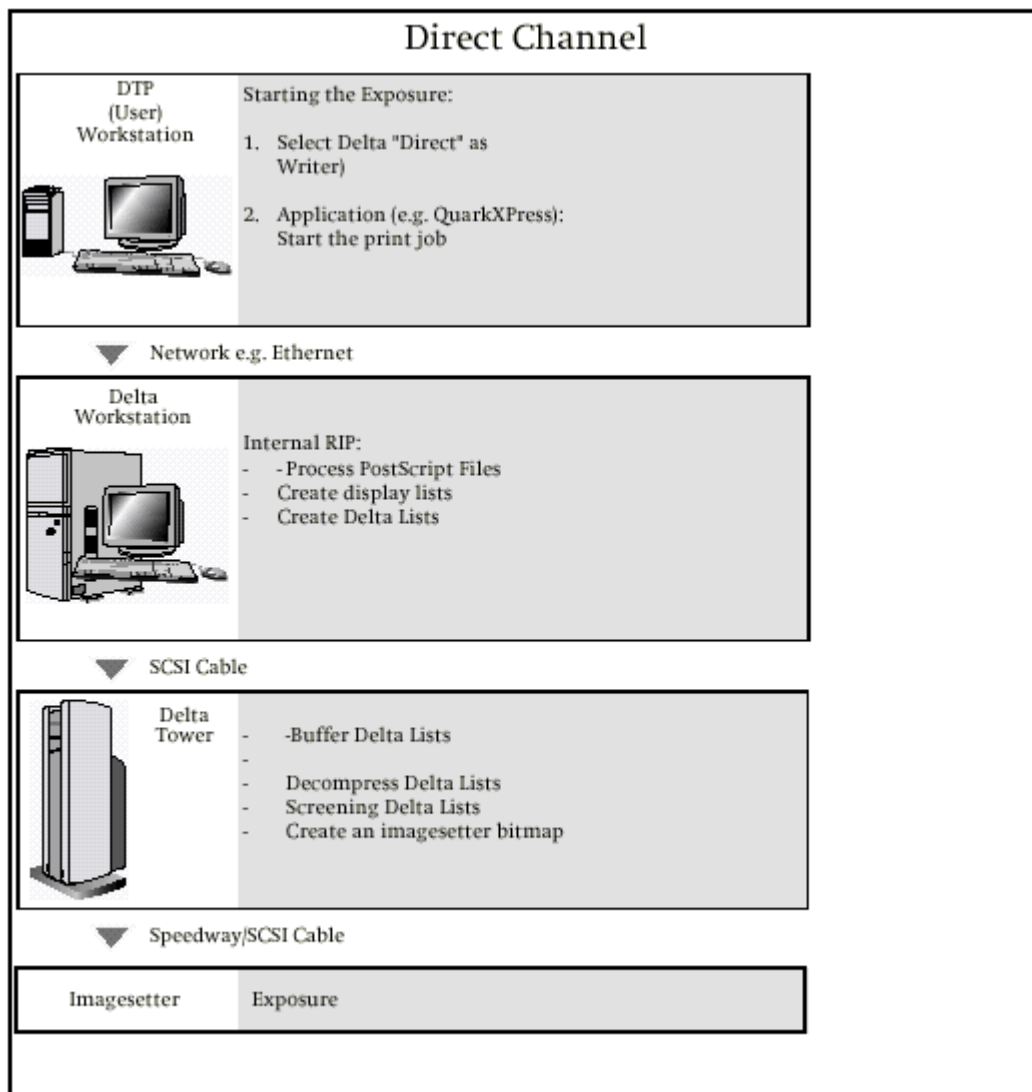 Direct Channel
DTP
(User)
Workstation
Starting the Exposure:
1. Select Delta "Direct" as
Writer)
2. Application (e.g. QuarkXPress):
Start the print job
Network e.g. Ethernet
Delta
Workstation
Internal RIP:
- -Process PostScript Files
- Create display lists
- Create Delta Lists
SCSI Cable
Delta
Tower
- -Buffer Delta Lists
-
- Decompress Delta Lists
- Screening Delta Lists
- Create an imagesetter bitmap
Speedway/SCSI Cable
Imagesetter
Exposure